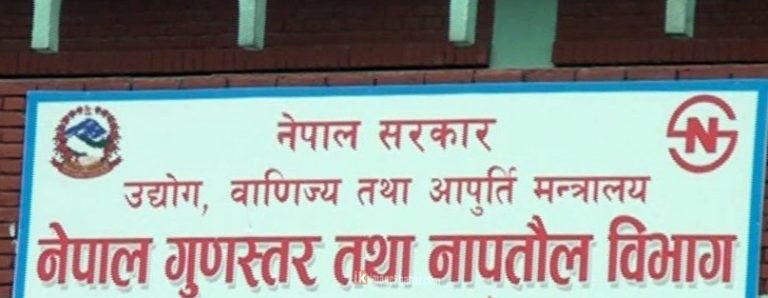 नेपाल सरकार
उद्योग, वाणिज्य तथा आपुर्ति मन्त्रालय
नेपाल गुणस्तर तथा नापतौल विभाग